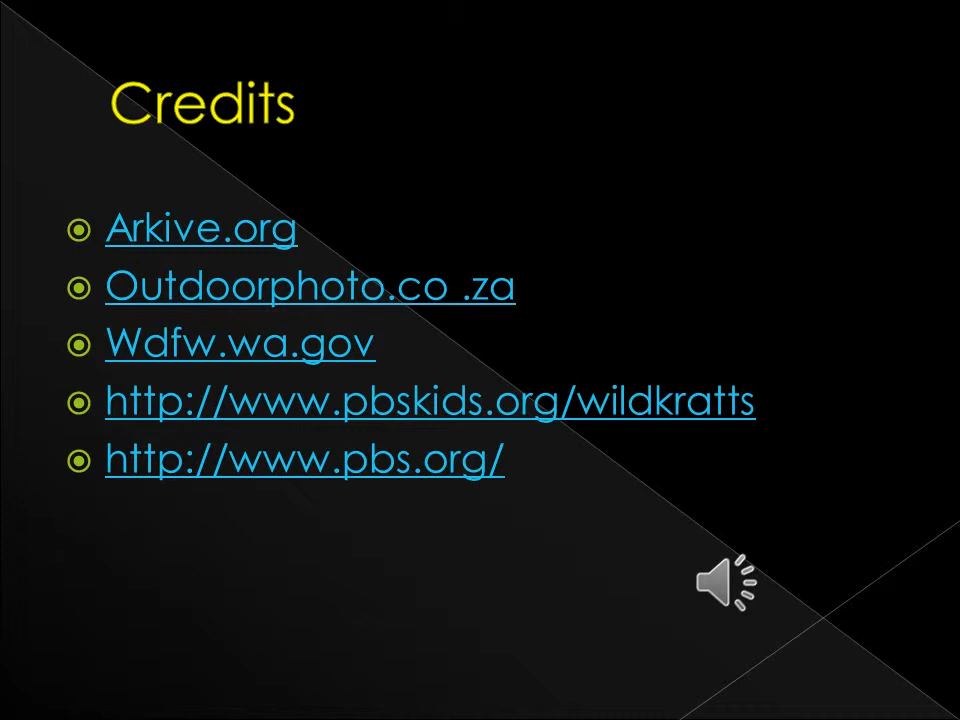 Credits
Arkive.org
Outdoorphoto.co .za
Wdfw.wa.gov
http://www.pbskids.org/wildkratts
http://www.pbs.org/